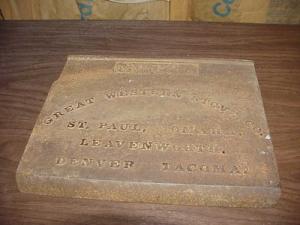 GREAT WESTERN STOVE CO.
ST. PAUL. OMAHA.
LEAVENWORTH.
DENVER TACOMA.